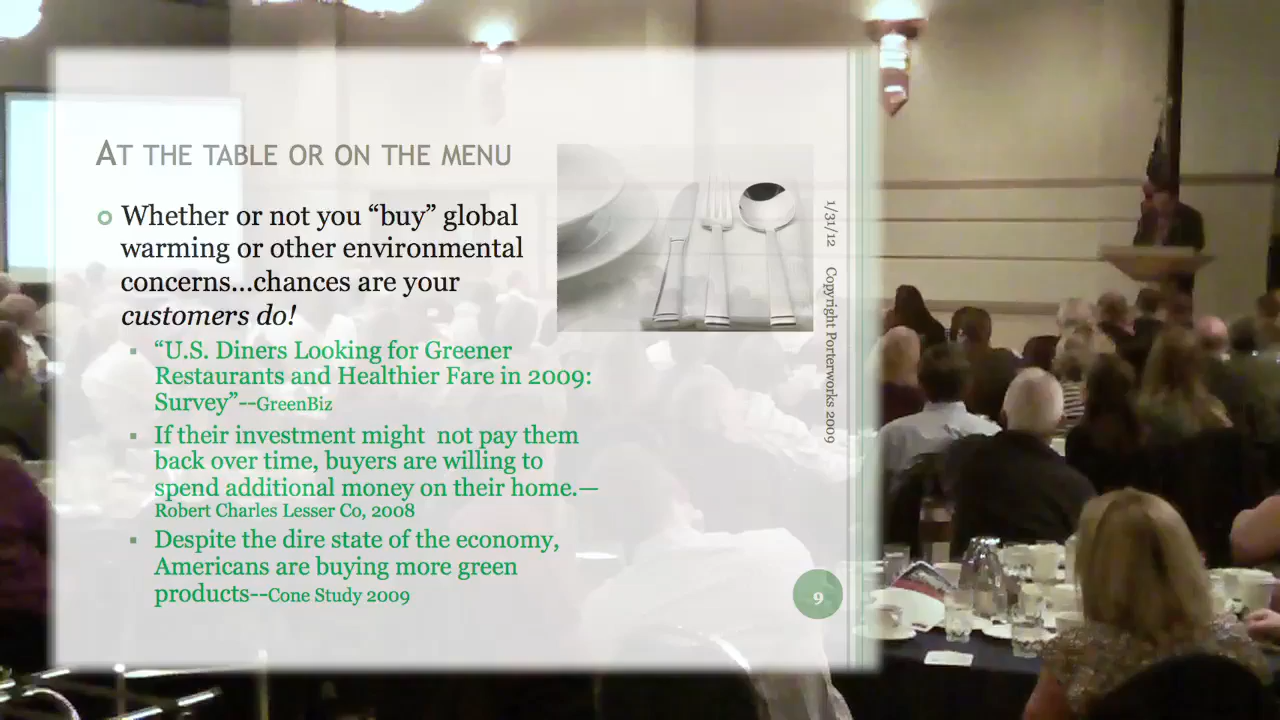 AT THE TABLE OR ON THE MENU
Whether or not you “buy” global
warming or other environmental
concerns…chances are your
customers do!
“U.S. Diners Looking for Greener
Restaurants and Healthier Fare in 2009:
Survey”--GreenBiz
If their investment might  not pay them
back over time, buyers are willing to
spend additional money on their home.—
Robert Charles Lesser Co, 2008
Despite the dire state of the economy,
Americans are buying more green
products--Cone Study 2009
1/31/12
Copyright Porterworks 2009
9